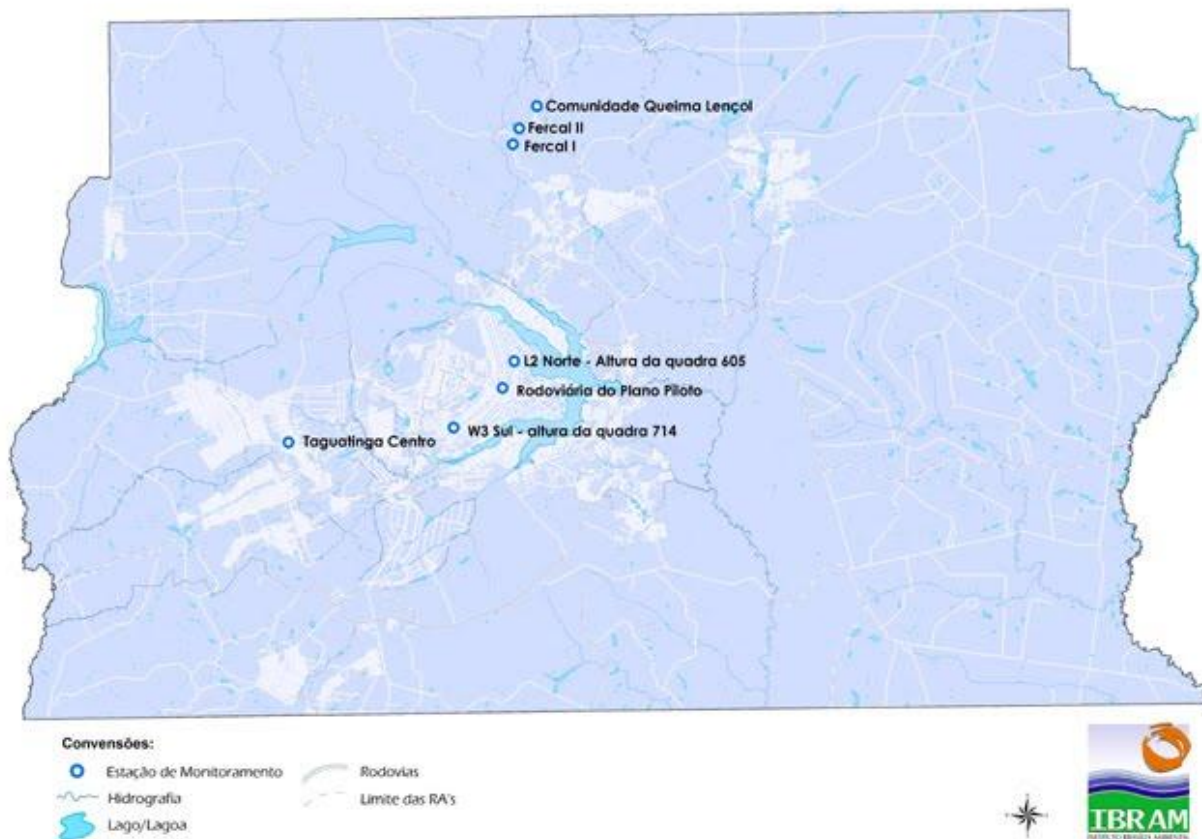 Comunidade Queima Lençol
Fercal II
Fercal I
L2 Norte - Altura da quadra 605
Rodoviária do Plano Piloto
W3 Sul - altura da quadra 714
Taguatinga Centro
Convensões:
Estação de Monitoramento
Hidrografia
Lago/Lagoa
Rodovias
Limite das RA's
IBRAM